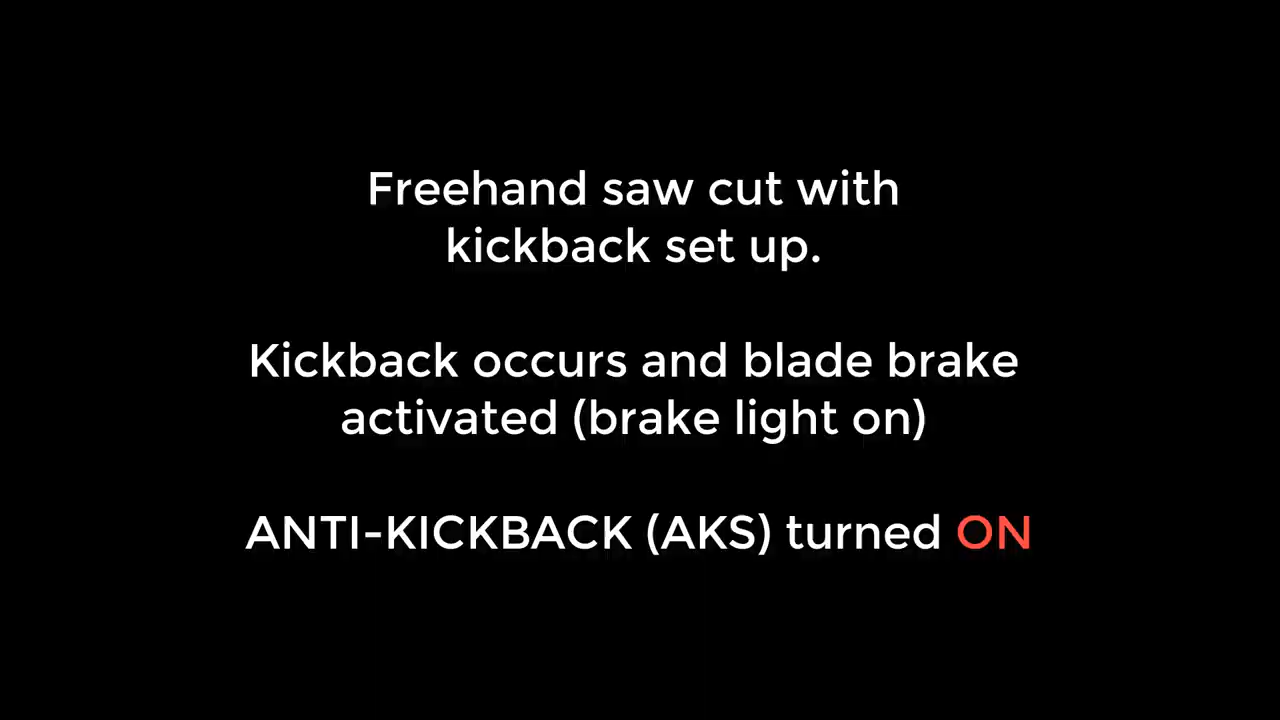 Freehand saw cut with
kickback set up.
Kickback occurs and blade brake
activated (brake light on)
ANTI-KICKBACK (AKS) turned ON